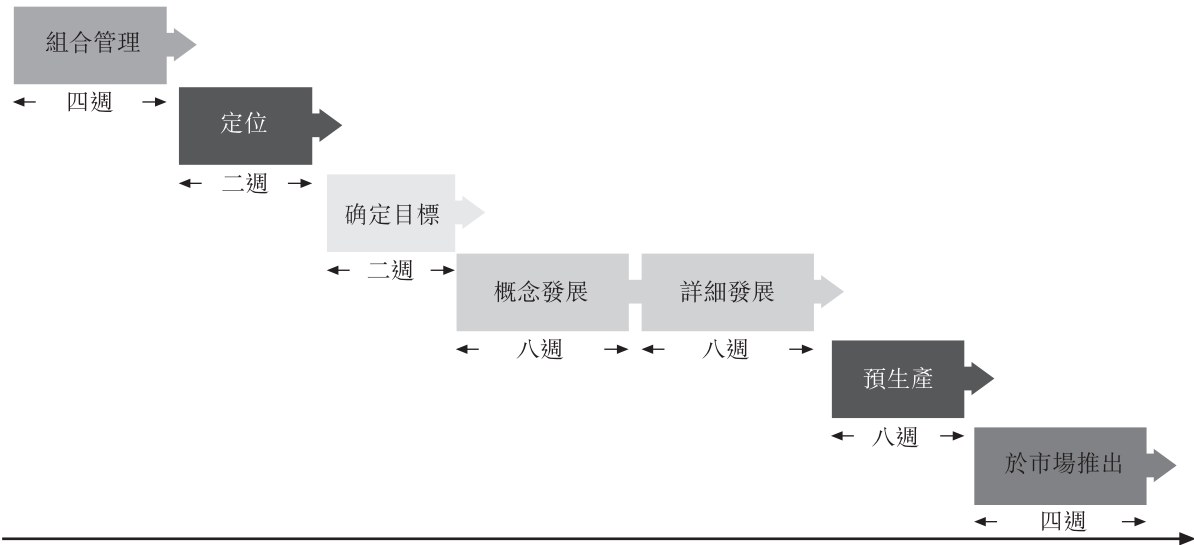 組合管理
四週
定位
二週
确定目標
二週
概念發展
詳細發展
八週
八週
預生產
八週
於市場推出
四週